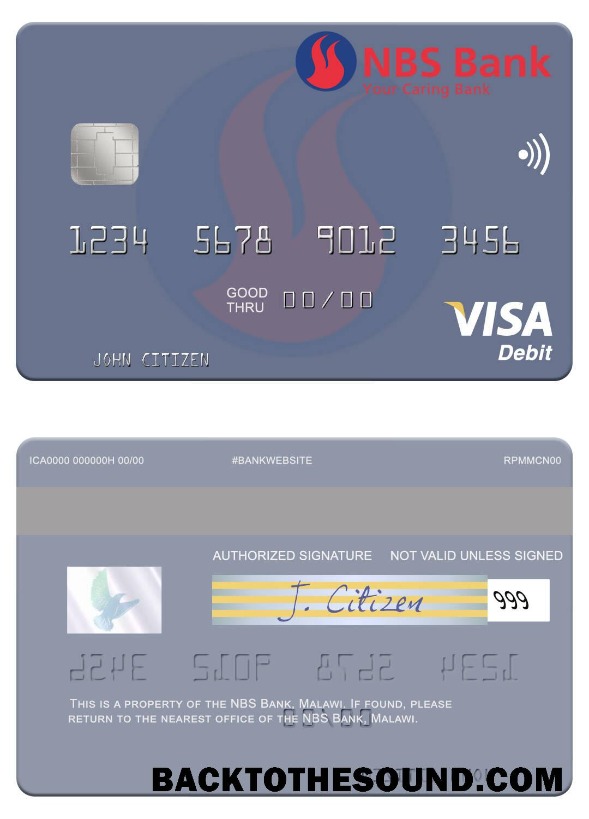 NBS Bank
Your Caring Bank
1234 5678 9012 3456
GOOD THRU 00/00
VISA
Debit
JOHN CITIZEN
ICA0000 000000H 00/00 #BANKWEBSITE RPMMCN00
AUTHORIZED SIGNATURE NOT VALID UNLESS SIGNED
J. Citizen 999
THIS IS A PROPERTY OF THE NBS BANK, MALAWI. IF FOUND, PLEASE
RETURN TO THE NEAREST OFFICE OF THE NBS BANK, MALAWI.
BACKTOTHESOUND.COM